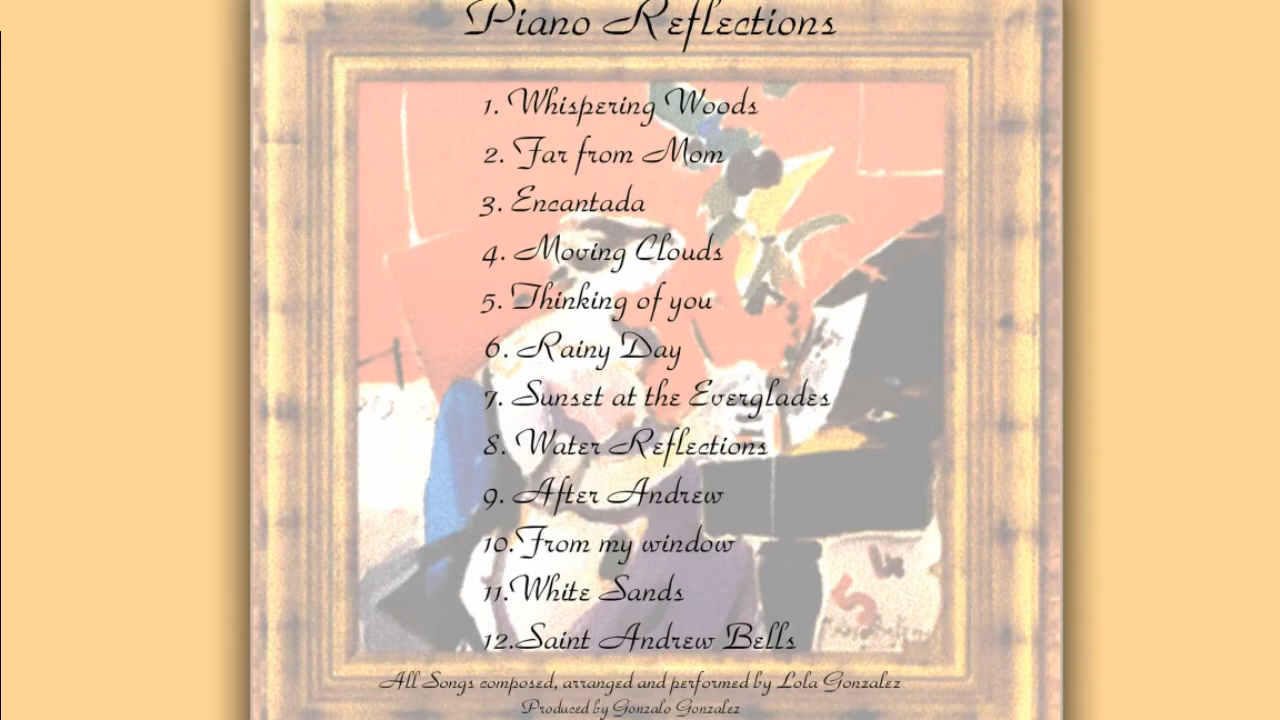 Piano Reflections
1. Whispering Woods
2. Far from Mom
3. Encantada
4. Moving Clouds
5. Thinking of you
6. Rainy Day
7. Sunset at the Everglades
8. Water Reflections
9. After Andrew
10.From my window
11.White Sands
12.Saint Andrew Bells
54
All Songs composed, arranged and performed by Lola Gonzalez
Produced by Gonzalo Gonzalez